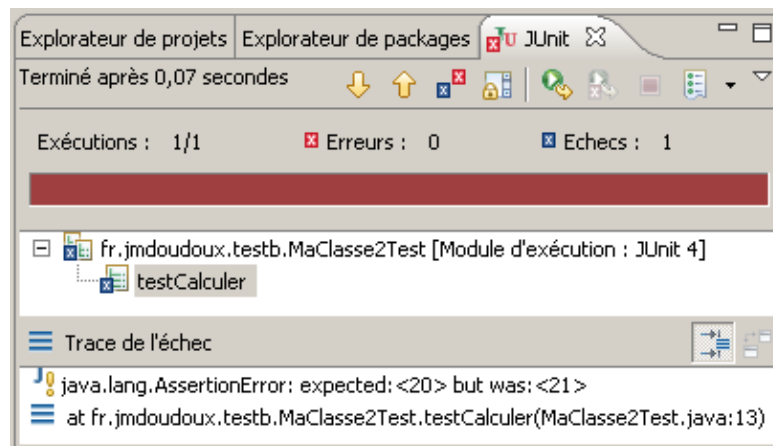 Explorateur de projets Explorateur de packages JUnit
Terminé après 0,07 secondes
Exécutions : 1/1 Erreurs : 0 Echecs : 1
fr.jmdoudoux.testb.MaClasse2Test [Module d'exécution : JUnit 4]
testCalculer
Trace de l'échec
java.lang.AssertionError: expected:<20> but was:<21>
at fr.jmdoudoux.testb.MaClasse2Test.testCalculer(MaClasse2Test.java:13)